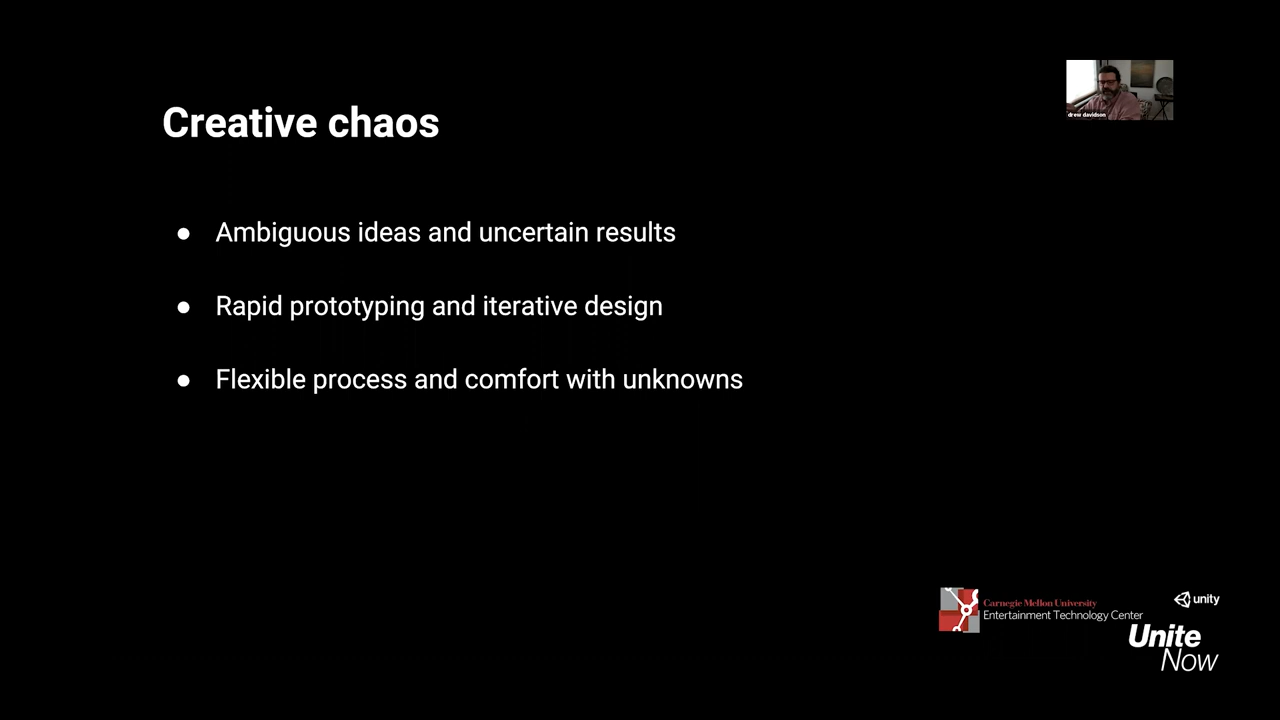 Creative chaos
drew davidson
● Ambiguous ideas and uncertain results
● Rapid prototyping and iterative design
● Flexible process and comfort with unknowns
Carnegie Mellon University
Entertainment Technology Center
unity
Unite
Now